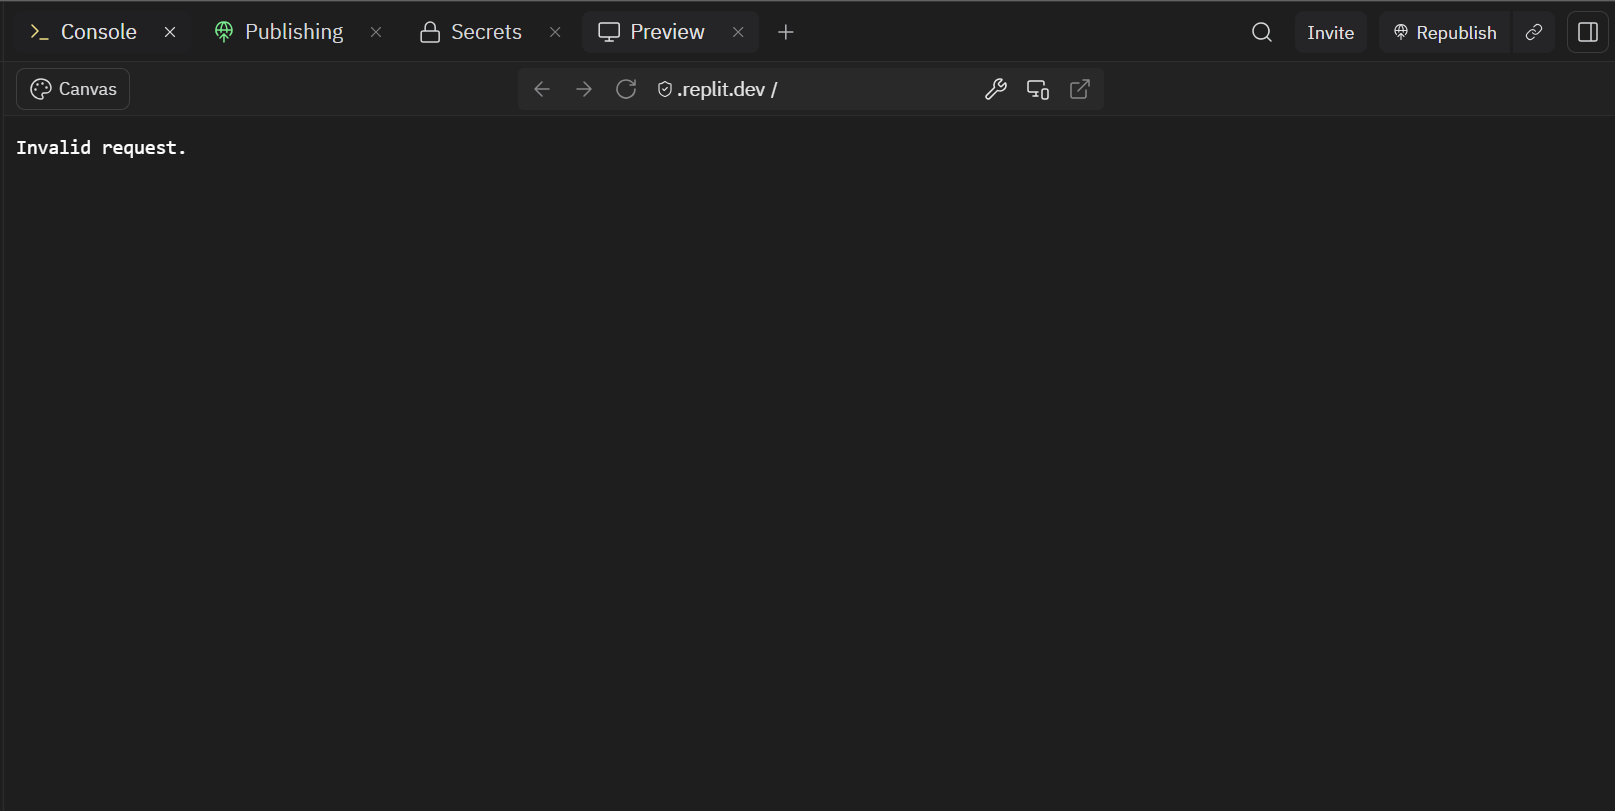 Console
Publishing
Secrets
Preview
Invite
Republish
Canvas
.replit.dev /
Invalid request.